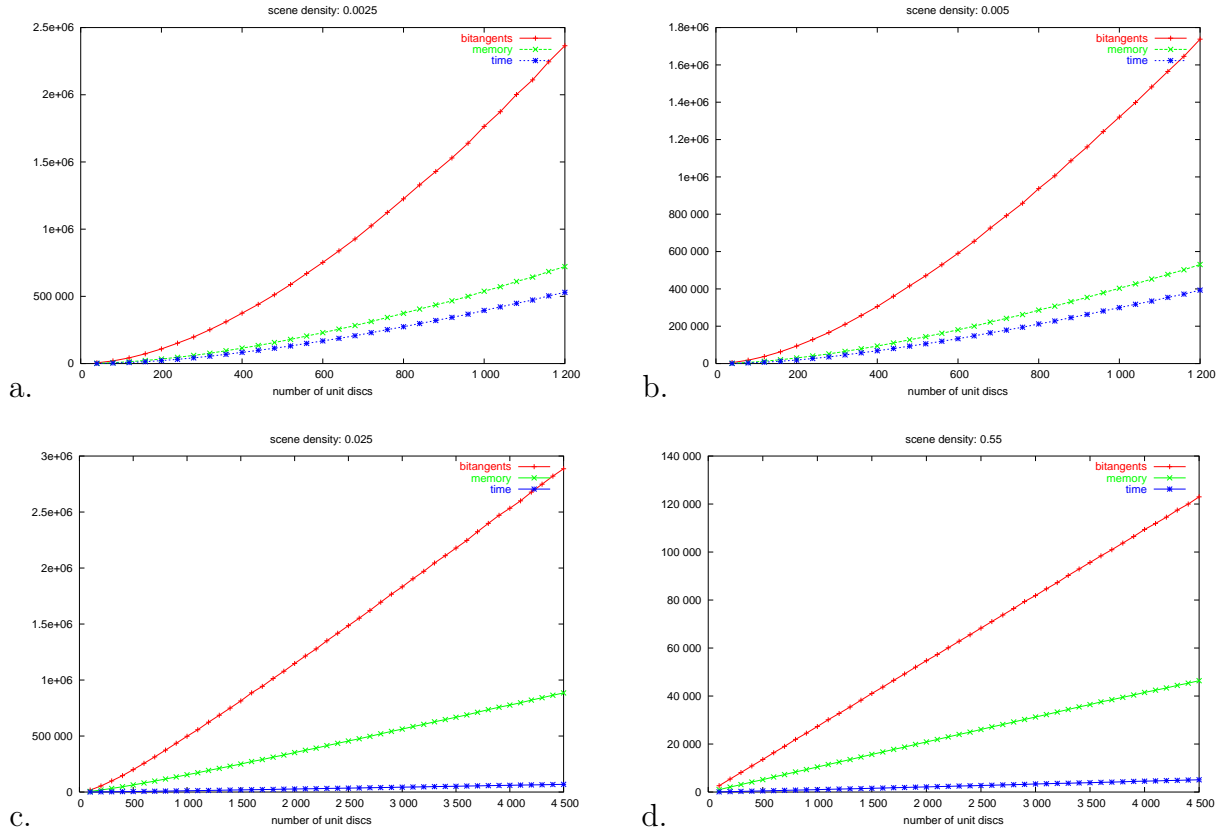 scene density: 0.0025
2.5e+06
2e+06
1.5e+06
1e+06
500 000
0
bitangents
memory
time
0 200 400 600 800 1 000 1 200
number of unit discs
a.
scene density: 0.005
1.8e+06
1.6e+06
1.4e+06
1.2e+06
1e+06
800 000
600 000
400 000
200 000
0
bitangents
memory
time
0 200 400 600 800 1 000 1 200
number of unit discs
b.
scene density: 0.025
3e+06
2.5e+06
2e+06
1.5e+06
1e+06
500 000
0
bitangents
memory
time
0 500 1 000 1 500 2 000 2 500 3 000 3 500 4 000 4 500
number of unit discs
c.
scene density: 0.55
140 000
120 000
100 000
80 000
60 000
40 000
20 000
0
bitangents
memory
time
0 500 1 000 1 500 2 000 2 500 3 000 3 500 4 000 4 500
number of unit discs
d.